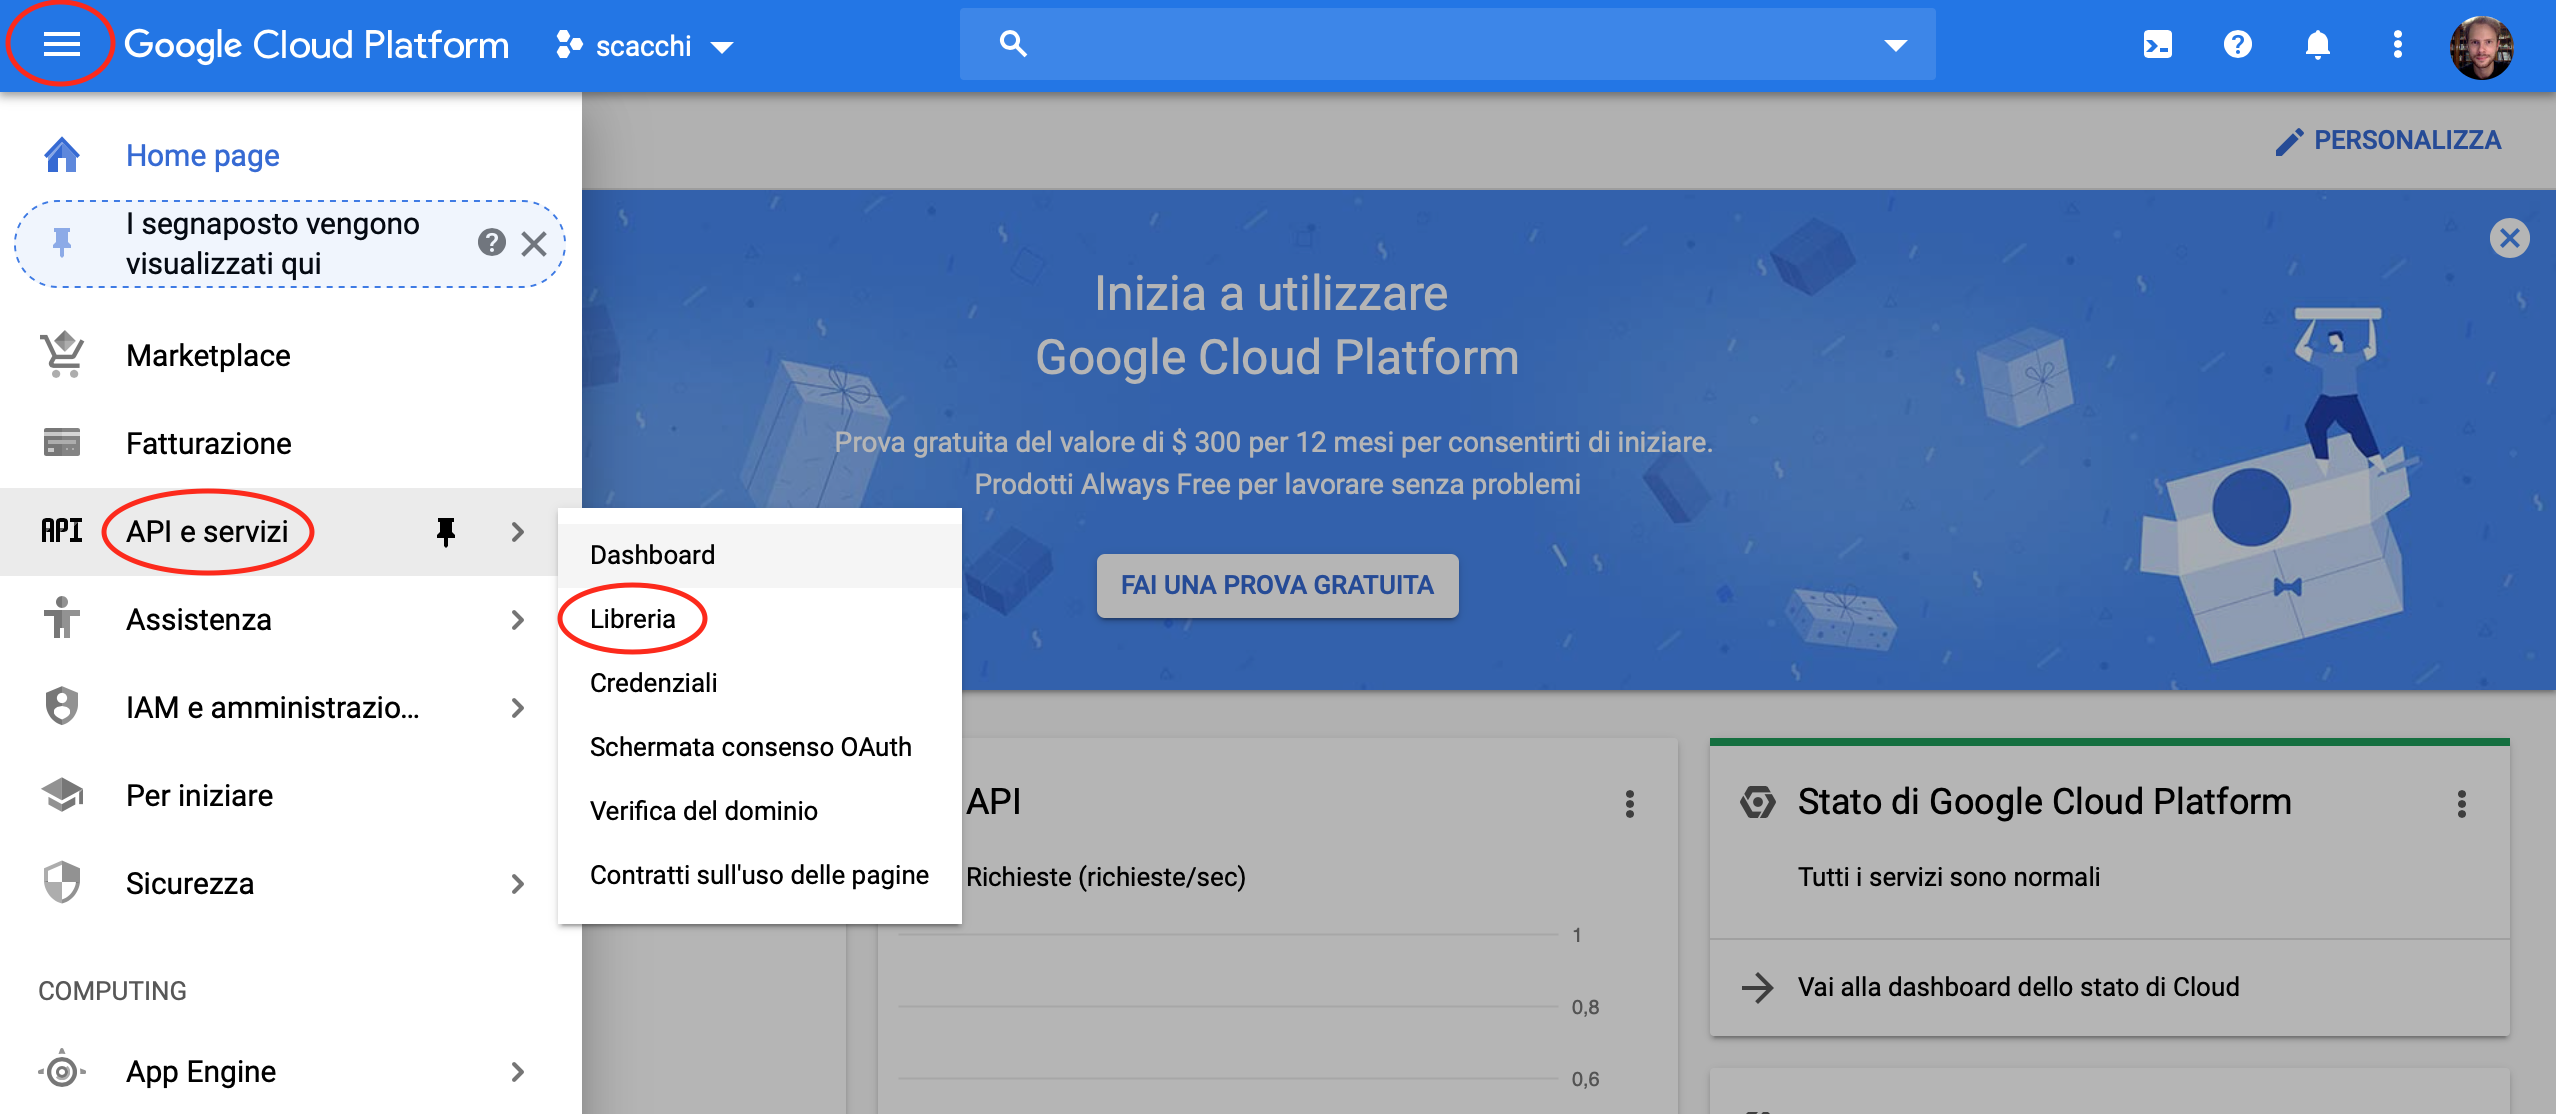 Google Cloud Platform
scacchi
Home page
I segnaposto vengono
visualizzati qui
Marketplace
Fatturazione
API
API e servizi
Assistenza
IAM e amministrazio...
Per iniziare
Sicurezza
COMPUTING
App Engine
Dashboard
Libreria
Credenziali
Schermata consenso OAuth
Verifica del dominio
Contratti sull'uso delle pagine
PERSONALIZZA
Inizia a utilizzare
Google Cloud Platform
Prova gratuita del valore di $ 300 per 12 mesi per consentirti di iniziare.
Prodotti Always Free per lavorare senza problemi
FAI UNA PROVA GRATUITA
API
Richieste (richieste/sec)
1
0,8
0,6
Stato di Google Cloud Platform
Tutti i servizi sono normali
Vai alla dashboard dello stato di Cloud